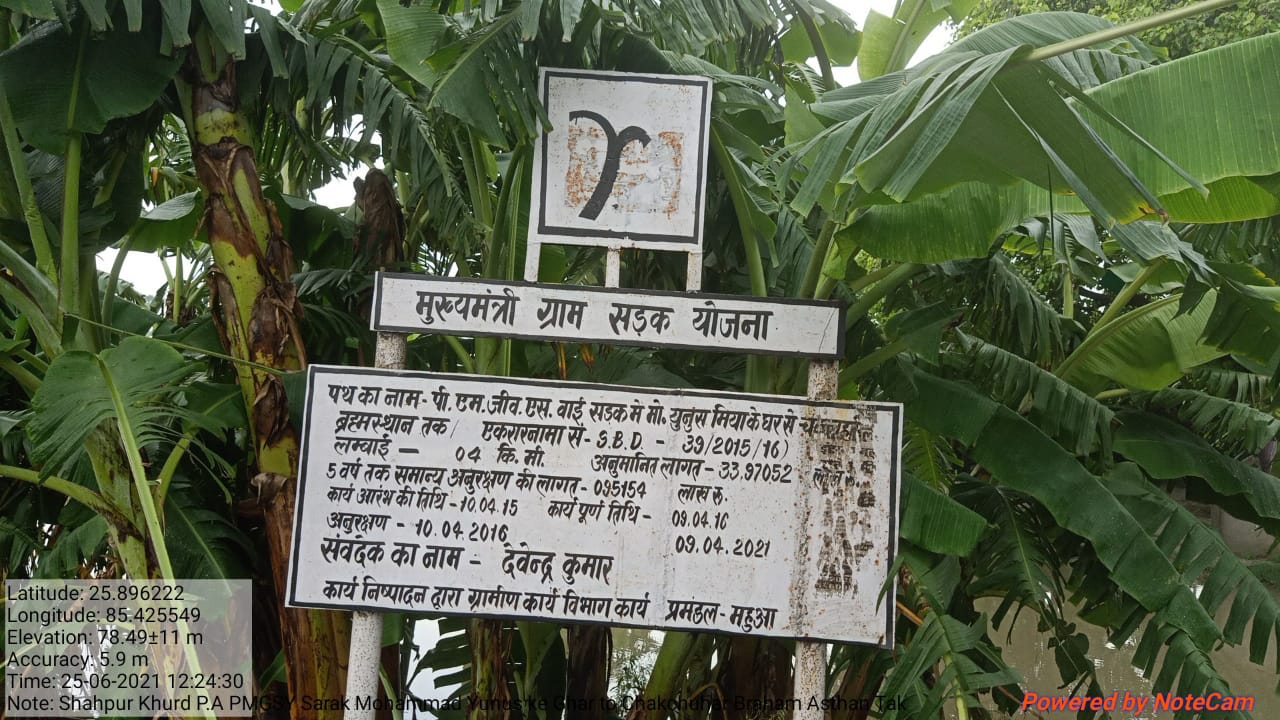 मुख्यमंत्री ग्राम सड़क योजना
पथ का नाम - पी. एम. जीव. एस. वाई सड़क मे मो. युनुस मिया के घर से
ब्रह्मस्थान तक / एकरारनामा सं - S.B.D. - 39/2015/16)
लम्बाई — 04 कि. मी. अनुमानित लागत - 33.97052
5 वर्ष तक समान्य अनुरक्षण की लागत - 095154 लाख रु.
कार्य आरंभ की तिथि - 10.04.15 कार्य पूर्ण तिथि - 09.04.16
अनुरक्षण - 10.04.2016 09.04.2021
संवेदक का नाम - देवेन्द्र कुमार
कार्य निष्पादन द्वारा ग्रामीण कार्य विभाग कार्य प्रमंडल - महुआ
Latitude: 25.896222
Longitude: 85.425549
Elevation: 78.49±11 m
Accuracy: 5.9 m
Time: 25-06-2021 12:24:30
Note: Shahpur Khurd P.A PMGSY Sarak Mohammad Yunus ke Ghar to Chakchuhar Braham Asthan Tak
Powered by NoteCam